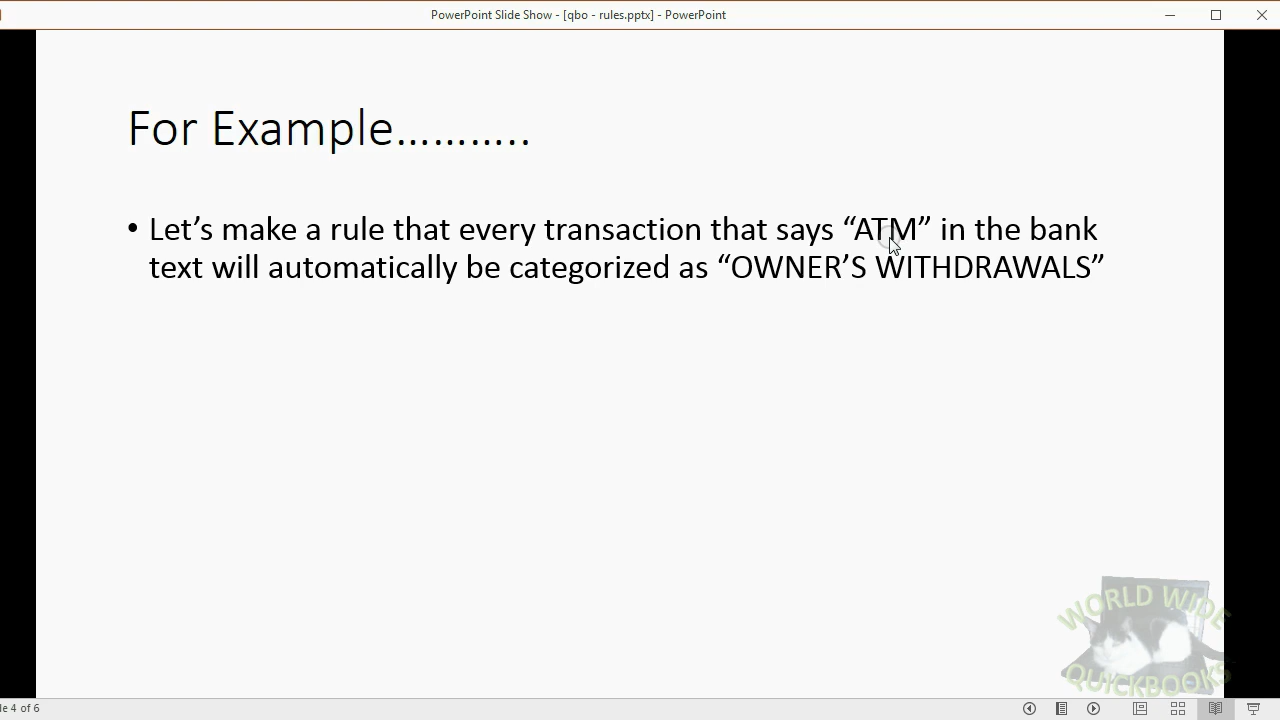 PowerPoint Slide Show - [qbo - rules.pptx] - PowerPoint
For Example………..
• Let’s make a rule that every transaction that says “ATM” in the bank
text will automatically be categorized as “OWNER’S WITHDRAWALS”
WORLD WIDE
QUICKBOOKS
le 4 of 6